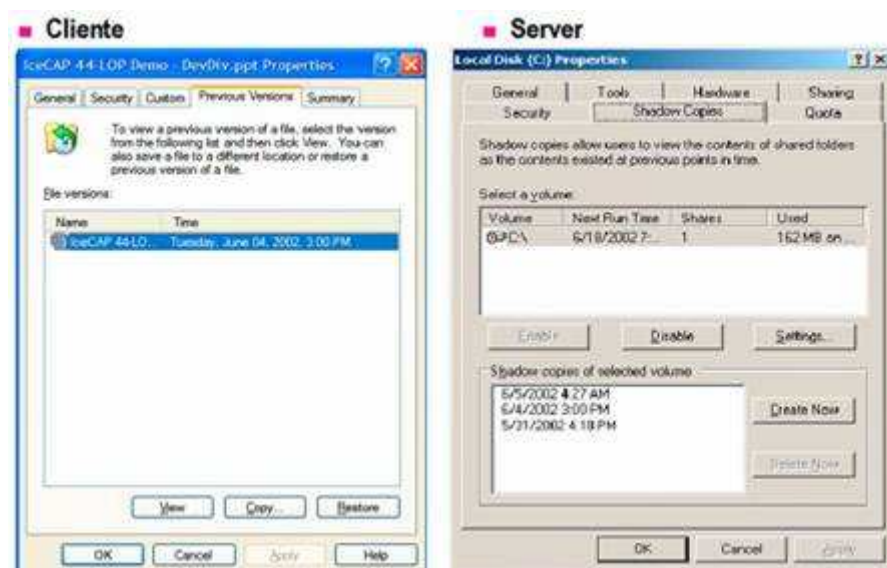 Cliente
IceCAP 44-LOP Demo - DevDiv.ppt Properties
General Security Custom Previous Versions Summary
To view a previous version of a file, select the version
from the following list and then click View. You can
also save a file to a different location or restore a
previous version of a file.
File versions:
Name Time
IceCAP 44-LO... Tuesday, June 04, 2002, 3:00 PM
View Copy... Restore
OK Cancel Apply Help
Server
Local Disk (C:) Properties
General Tools Hardware Sharing
Security Shadow Copies Quota
Shadow copies allow users to view the contents of shared folders
as the contents existed at previous points in time.
Select a volume:
Volume Next Run Time Shares Used
C:\ 6/18/2002 7:... 1 162 MB on ...
Enable Disable Settings...
Shadow copies of selected volume
6/5/2002 4:27 AM
6/4/2002 3:00 PM
5/31/2002 4:18 PM
Create Now
Delete Now
OK Cancel Apply